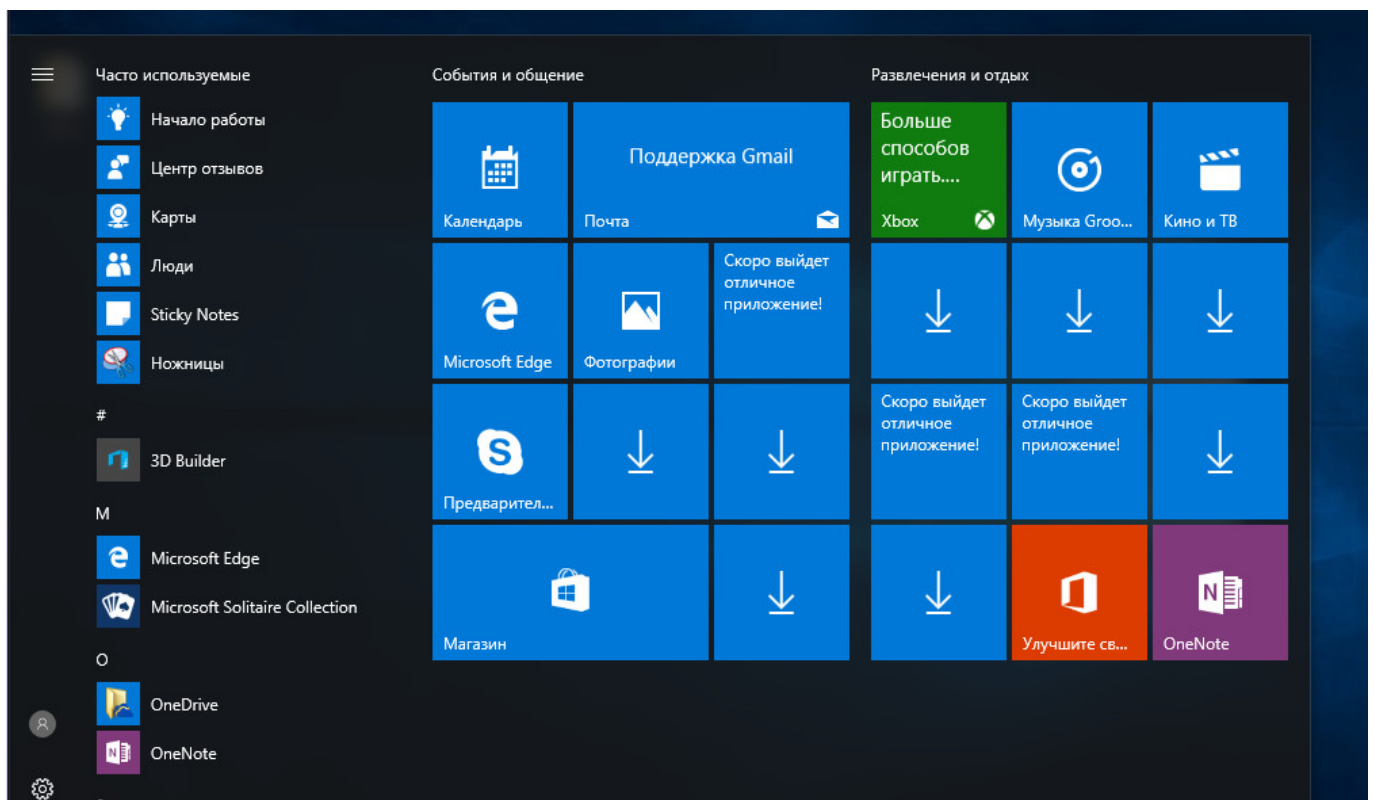 Часто используемые
Начало работы
Центр отзывов
Карты
Люди
Sticky Notes
Ножницы
#
3D Builder
M
Microsoft Edge
Microsoft Solitaire Collection
O
OneDrive
OneNote
События и общение
Календарь
Поддержка Gmail
Почта
Microsoft Edge
Фотографии
Скоро выйдет
отличное
приложение!
Предварител...
Магазин
Развлечения и отдых
Больше
способов
играть....
Xbox
Музыка Groo...
Кино и ТВ
Скоро выйдет
отличное
приложение!
Скоро выйдет
отличное
приложение!
Улучшите св...
OneNote